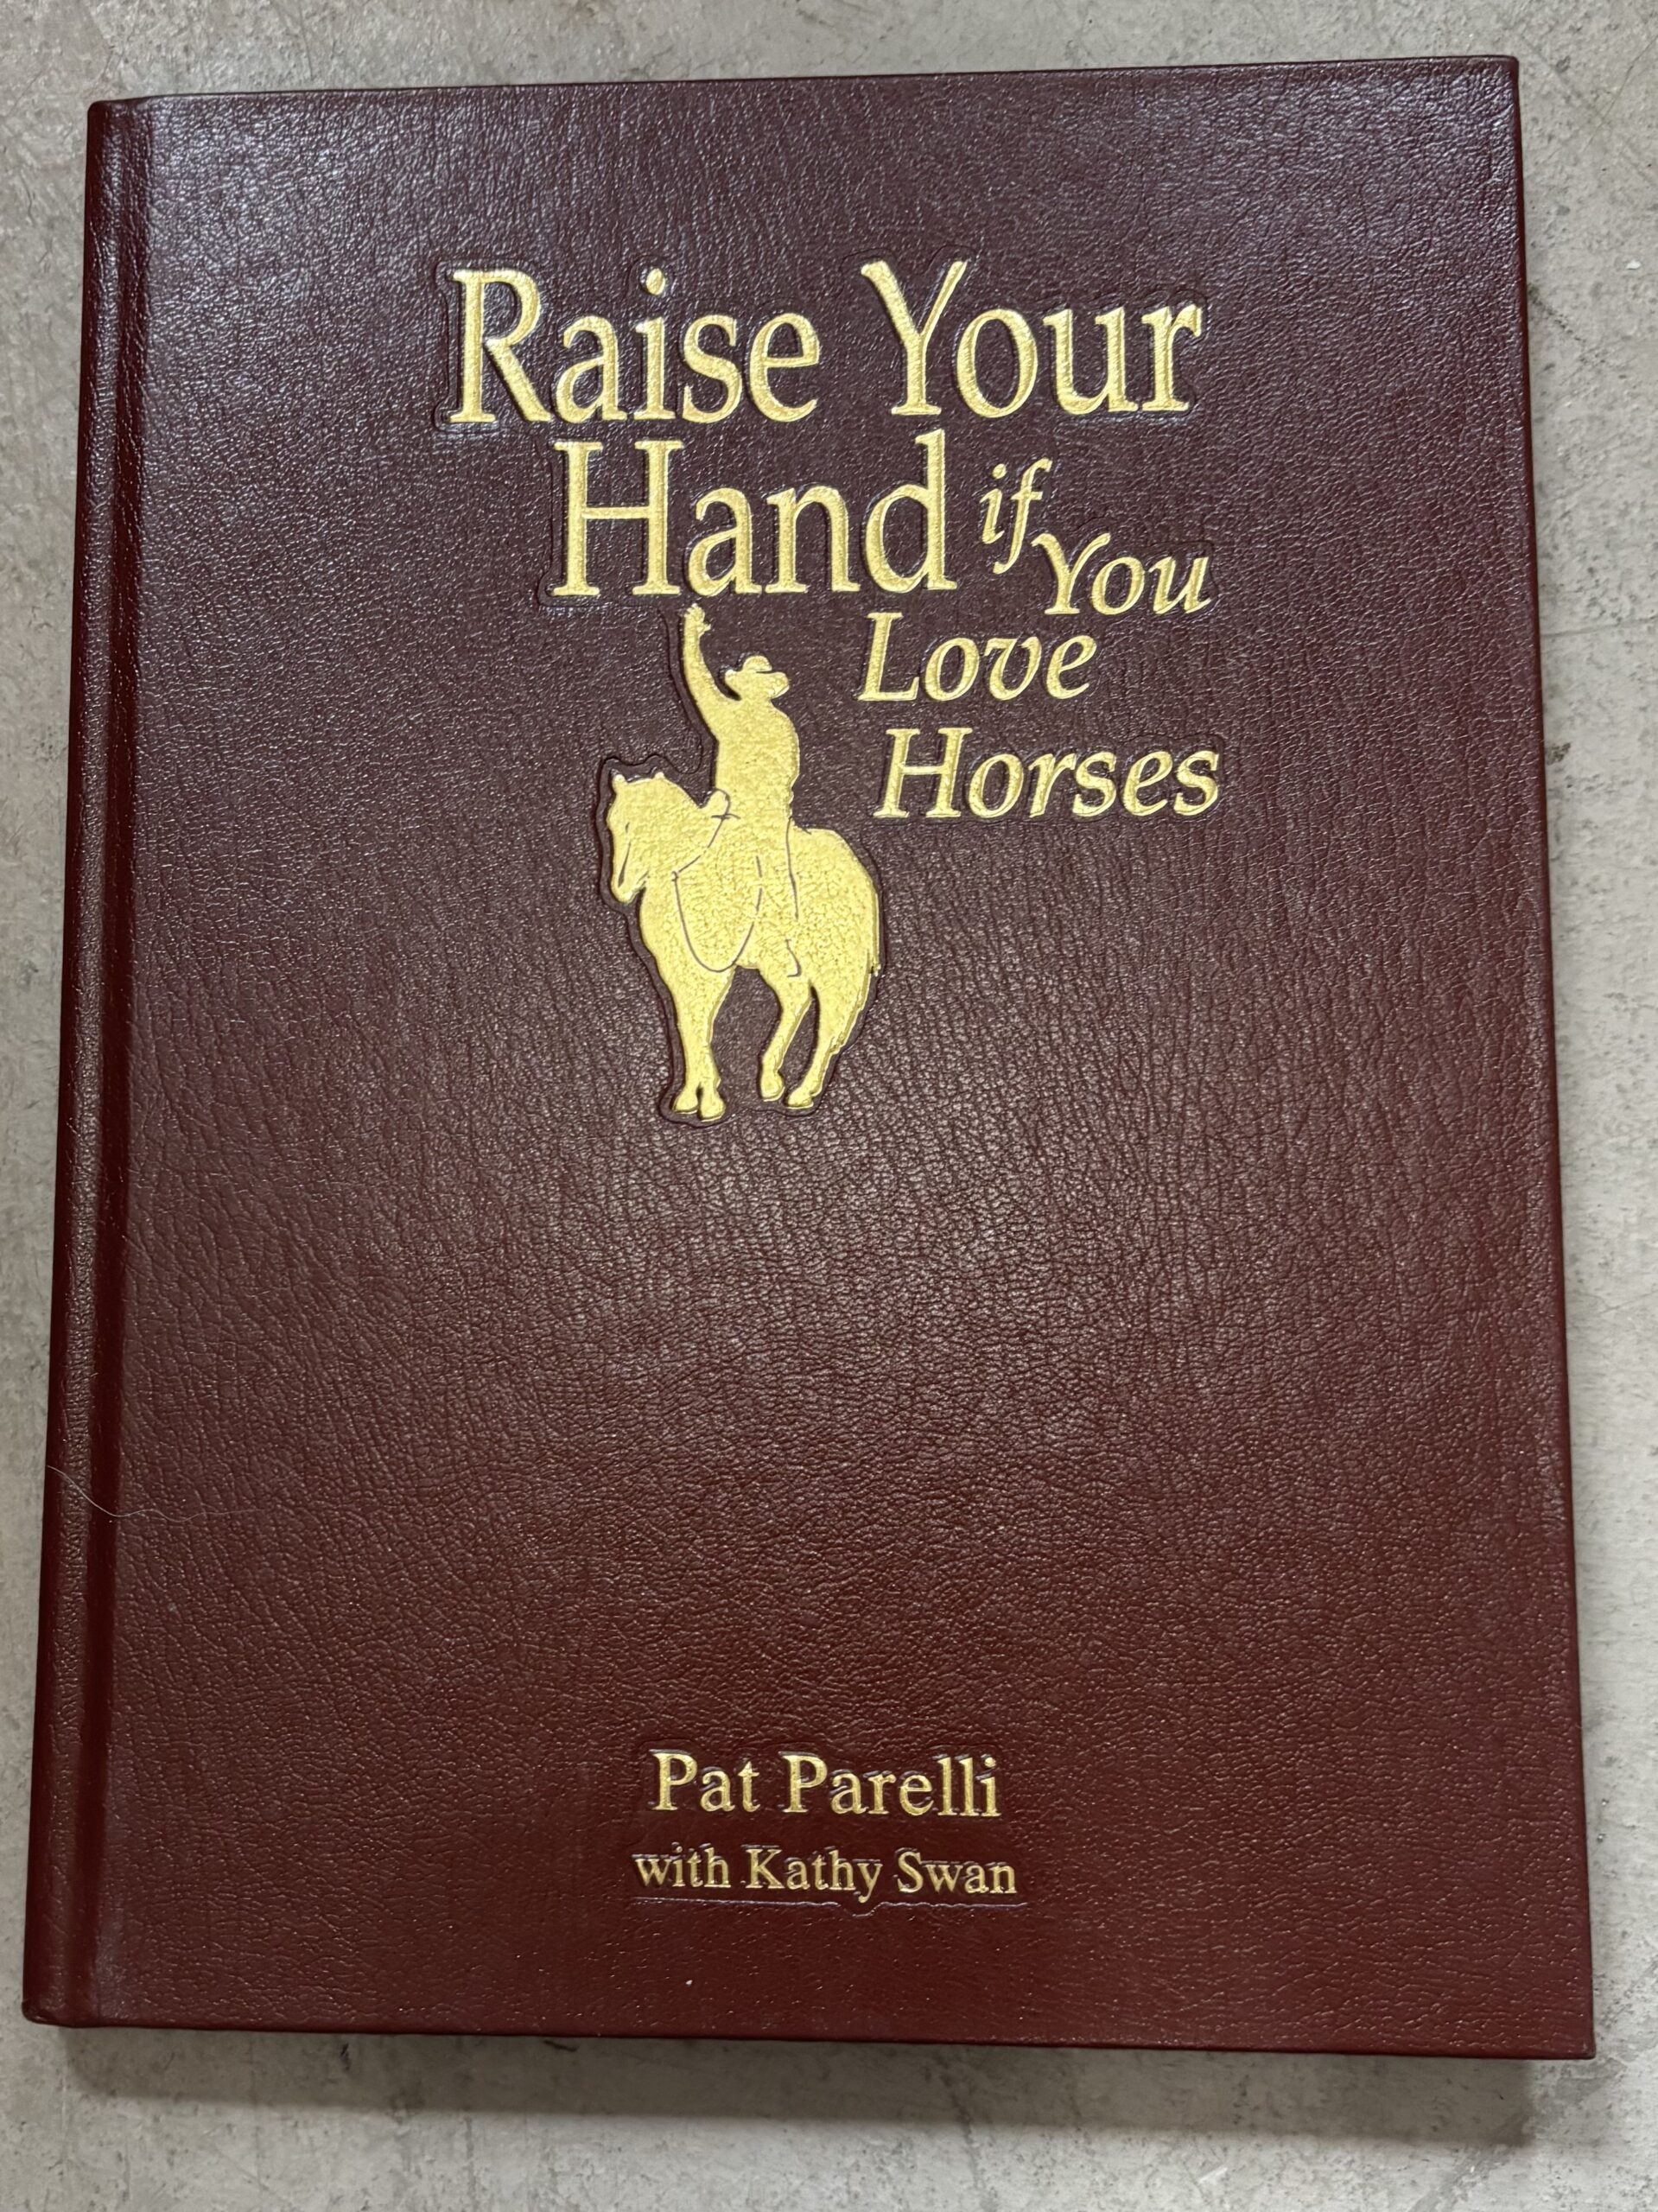 Raise Your
Hand if
You
Love
Horses
Pat Parelli
with Kathy Swan